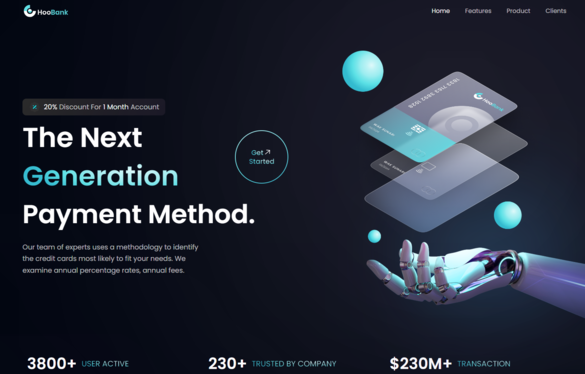 HooBank
Home Features Product Clients
20% Discount For 1 Month Account
The Next
Generation
Payment Method.
Get
Started
Our team of experts uses a methodology to identify
the credit cards most likely to fit your needs. We
examine annual percentage rates, annual fees.
HooBank
3800+ USER ACTIVE
230+ TRUSTED BY COMPANY
$230M+ TRANSACTION